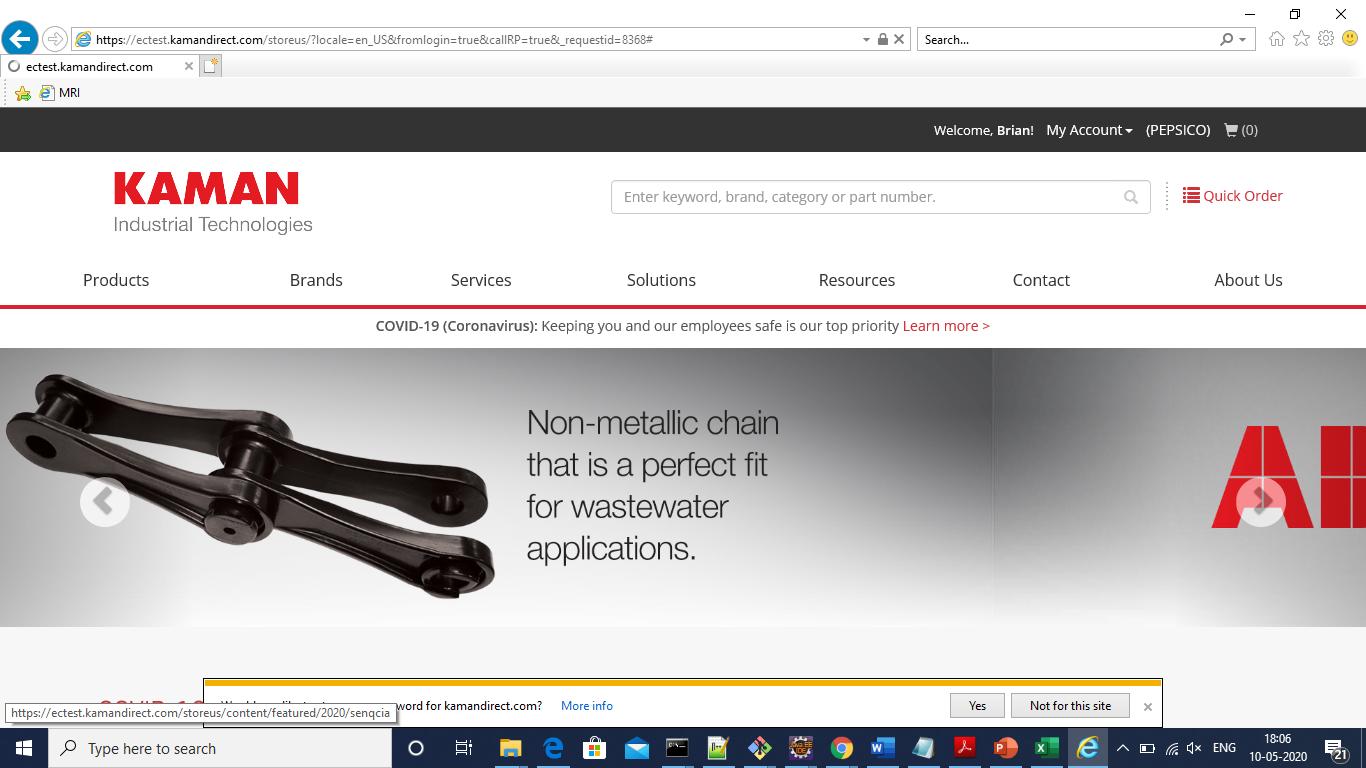 https://ectest.kamandirect.com/storeus/?locale=en_US&fromlogin=true&callRP=true&_requestid=8368#
Search...
ectest.kamandirect.com
MRI
Welcome, Brian! My Account (PEPSICO) (0)
KAMAN
Industrial Technologies
Enter keyword, brand, category or part number.
Quick Order
Products Brands Services Solutions Resources Contact About Us
COVID-19 (Coronavirus): Keeping you and our employees safe is our top priority Learn more >
Non-metallic chain
that is a perfect fit
for wastewater
applications.
word for kamandirect.com? More info Yes Not for this site
https://ectest.kamandirect.com/storeus/content/featured/2020/senqcia
Type here to search
ENG
18:06
10-05-2020
21